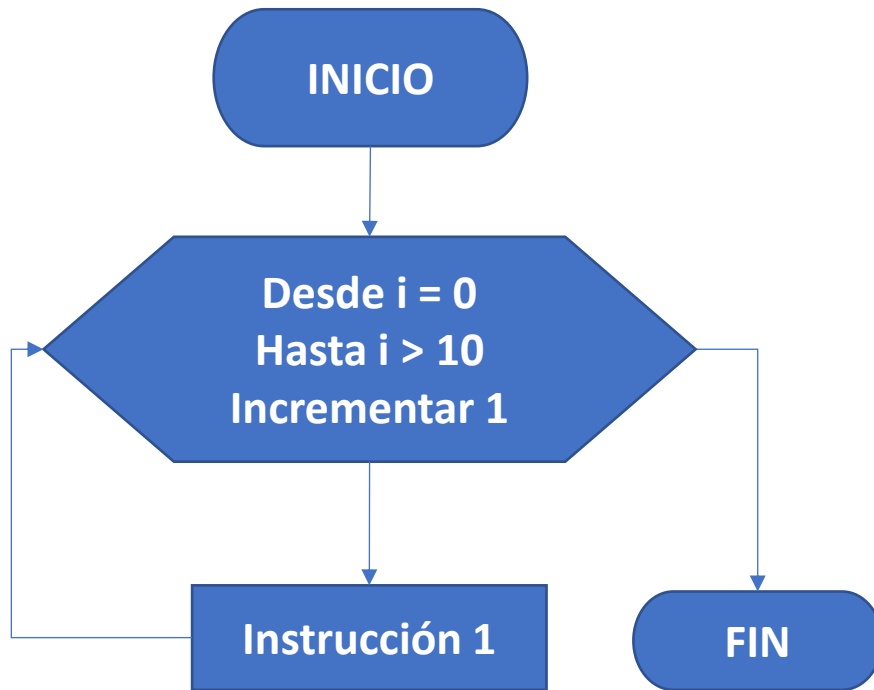 INICIO
Desde i = 0
Hasta i > 10
Incrementar 1
Instrucción 1
FIN